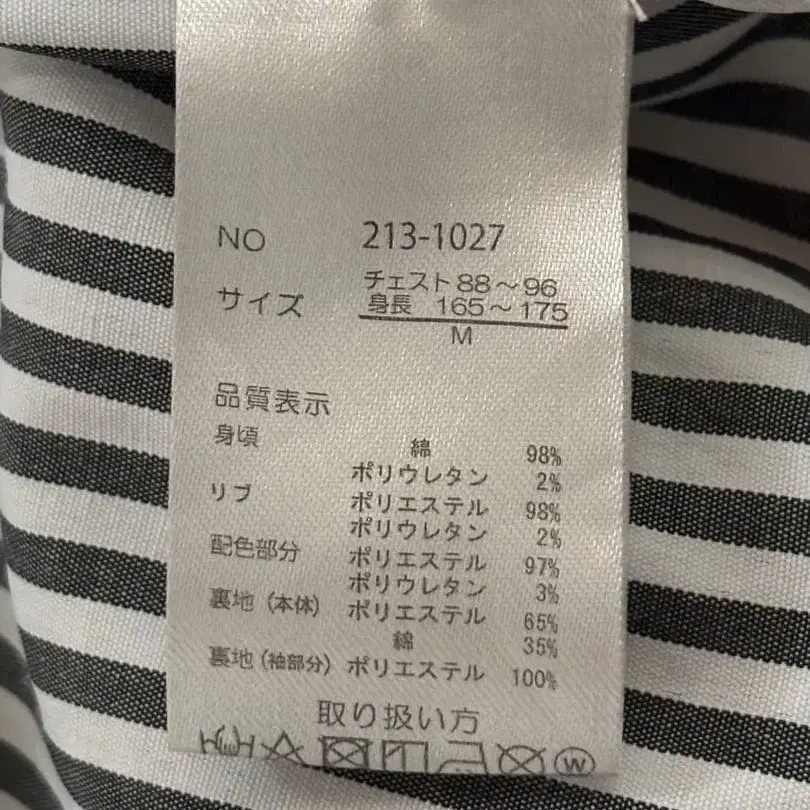 NO 213-1027
サイズ チェスト 88～96
身長 165～175
M
品質表示
身頃 綿 98%
ポリウレタン 2%
リブ ポリエステル 98%
ポリウレタン 2%
配色部分 ポリエステル 97%
ポリウレタン 3%
裏地(本体) ポリエステル 65%
綿 35%
裏地(袖部分) ポリエステル 100%
取り扱い方
W